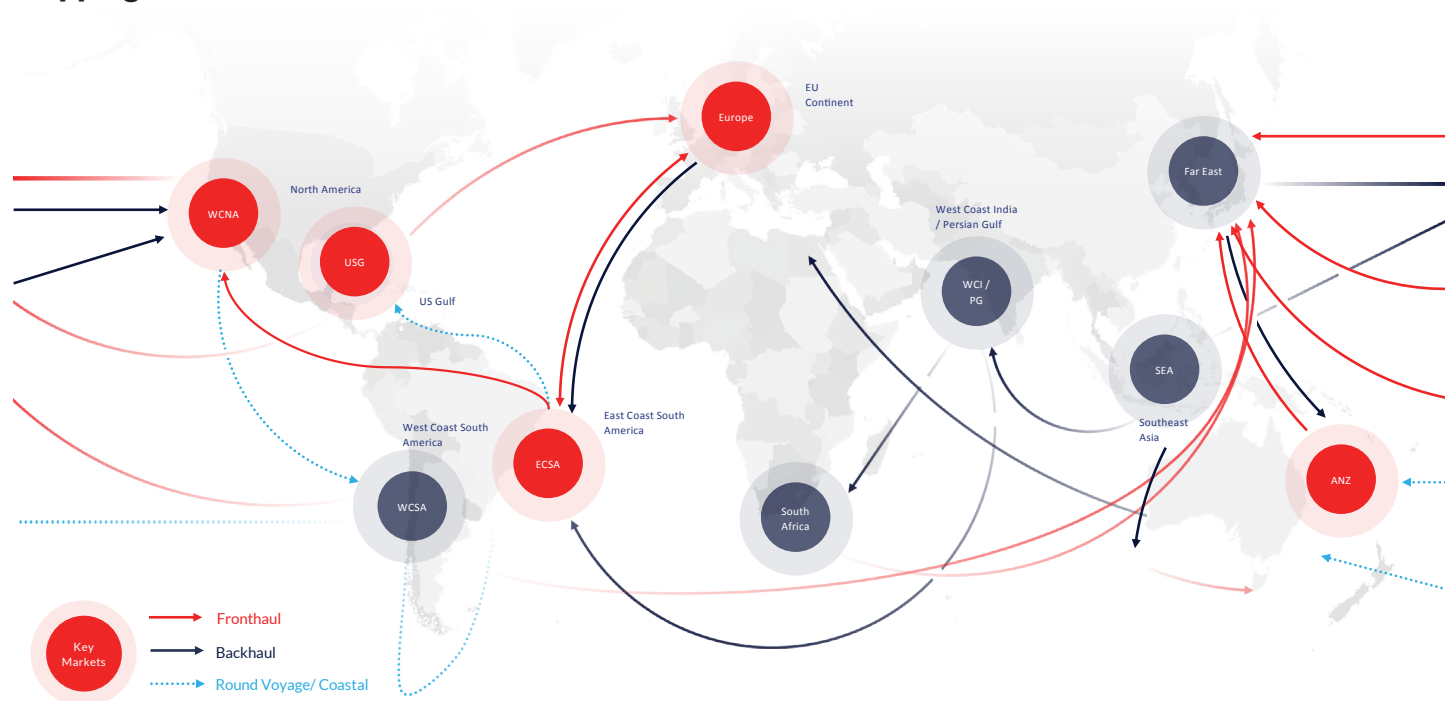 EU
Continent
Europe
Far East
North America
WCNA
West Coast India
/ Persian Gulf
USG
WCI /
PG
US Gulf
SEA
East Coast South
America
West Coast South
America
Southeast
Asia
ECSA
ANZ
WCSA
South
Africa
Key
Markets
Fronthaul
Backhaul
Round Voyage/ Coastal